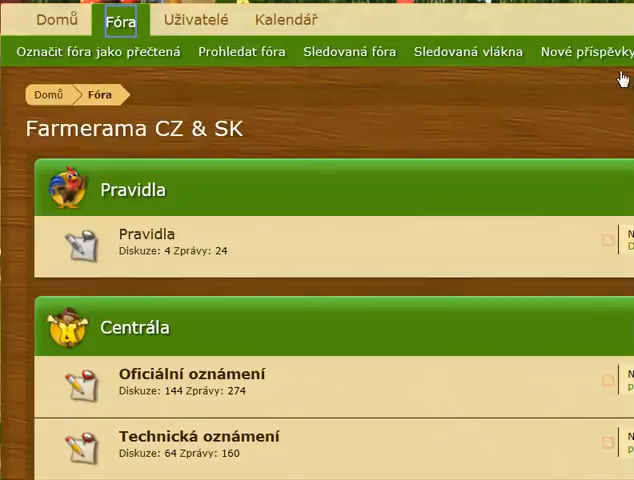 Domů Fóra Uživatelé Kalendář
Označit fóra jako přečtená Prohledat fóra Sledovaná fóra Sledovaná vlákna Nové příspěvky
Domů Fóra
Farmerama CZ & SK
Pravidla
Pravidla
Diskuze: 4 Zprávy: 24
Centrála
Oficiální oznámení
Diskuze: 144 Zprávy: 274
Technická oznámení
Diskuze: 64 Zprávy: 160